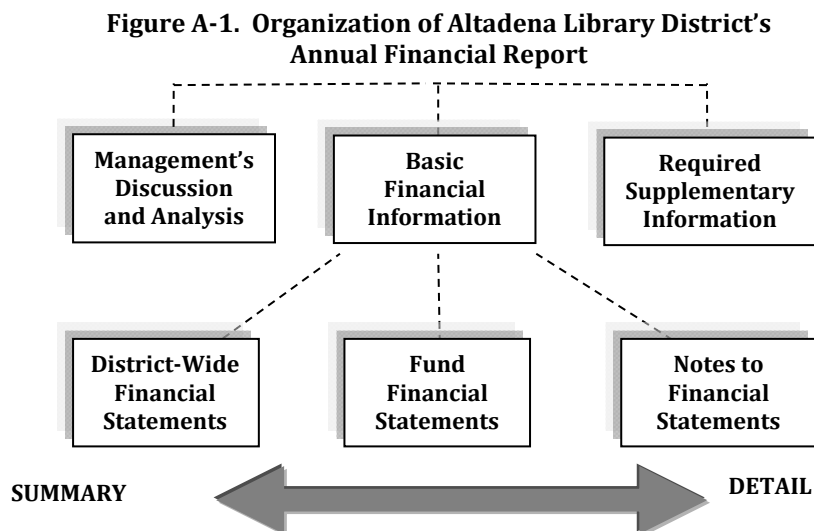 Figure A-1. Organization of Altadena Library District's
Annual Financial Report
Management's
Discussion
and Analysis
Basic
Financial
Information
Required
Supplementary
Information
District-Wide
Financial
Statements
Fund
Financial
Statements
Notes to
Financial
Statements
SUMMARY
DETAIL